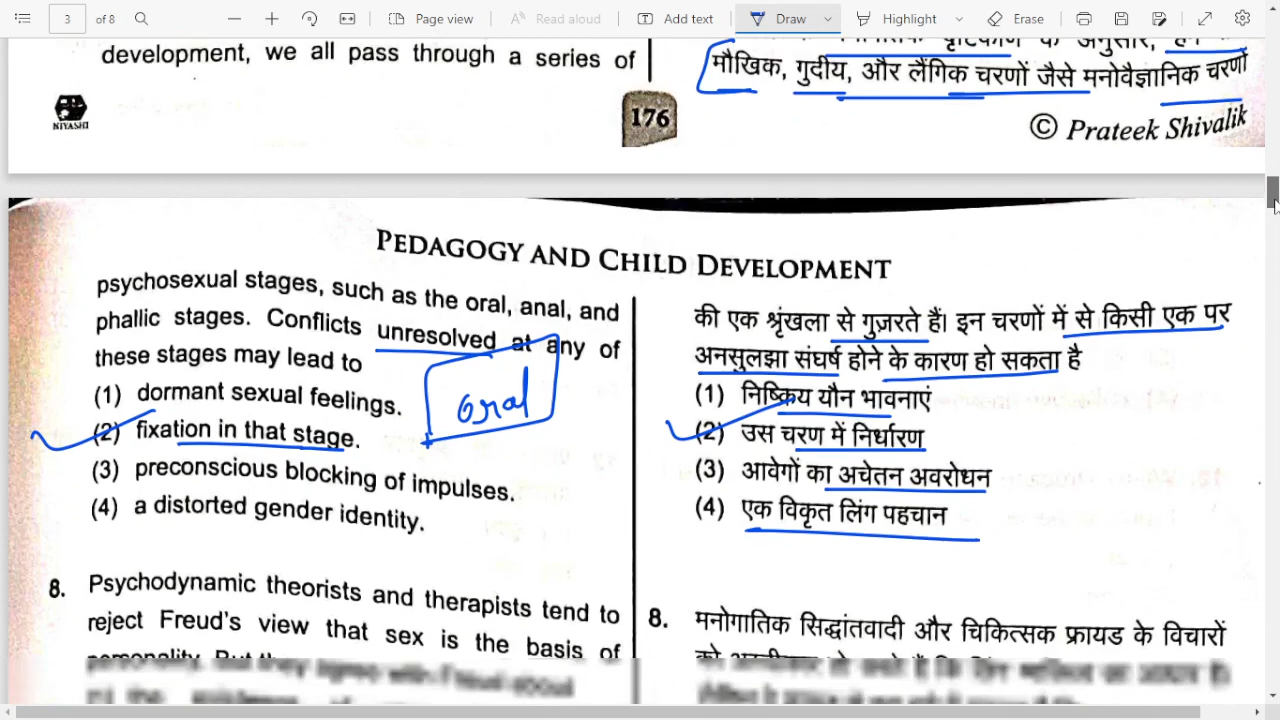 3 of 8
Page view
Read aloud
Add text
Draw
Highlight
Erase
development, we all pass through a series of
के अनुसार,
मौखिक, गुदीय, और लैंगिक चरणों जैसे मनोवैज्ञानिक चरणों
NIYASHI
176
© Prateek Shivalik
PEDAGOGY AND CHILD DEVELOPMENT
psychosexual stages, such as the oral, anal, and
phallic stages. Conflicts unresolved at any of
these stages may lead to
(1) dormant sexual feelings.
(2) fixation in that stage.
(3) preconscious blocking of impulses.
(4) a distorted gender identity.
oral
8. Psychodynamic theorists and therapists tend to
reject Freud's view that sex is the basis of
की एक श्रृंखला से गुज़रते हैं। इन चरणों में से किसी एक पर
अनसुलझा संघर्ष होने के कारण हो सकता है
(1) निष्किय यौन भावनाएं
(2) उस चरण में निर्धारण
(3) आवेगों का अचेतन अवरोधन
(4) एक विकृत लिंग पहचान
8. मनोगातिक सिद्धांतवादी और चिकित्सक फ्रायड के विचारों